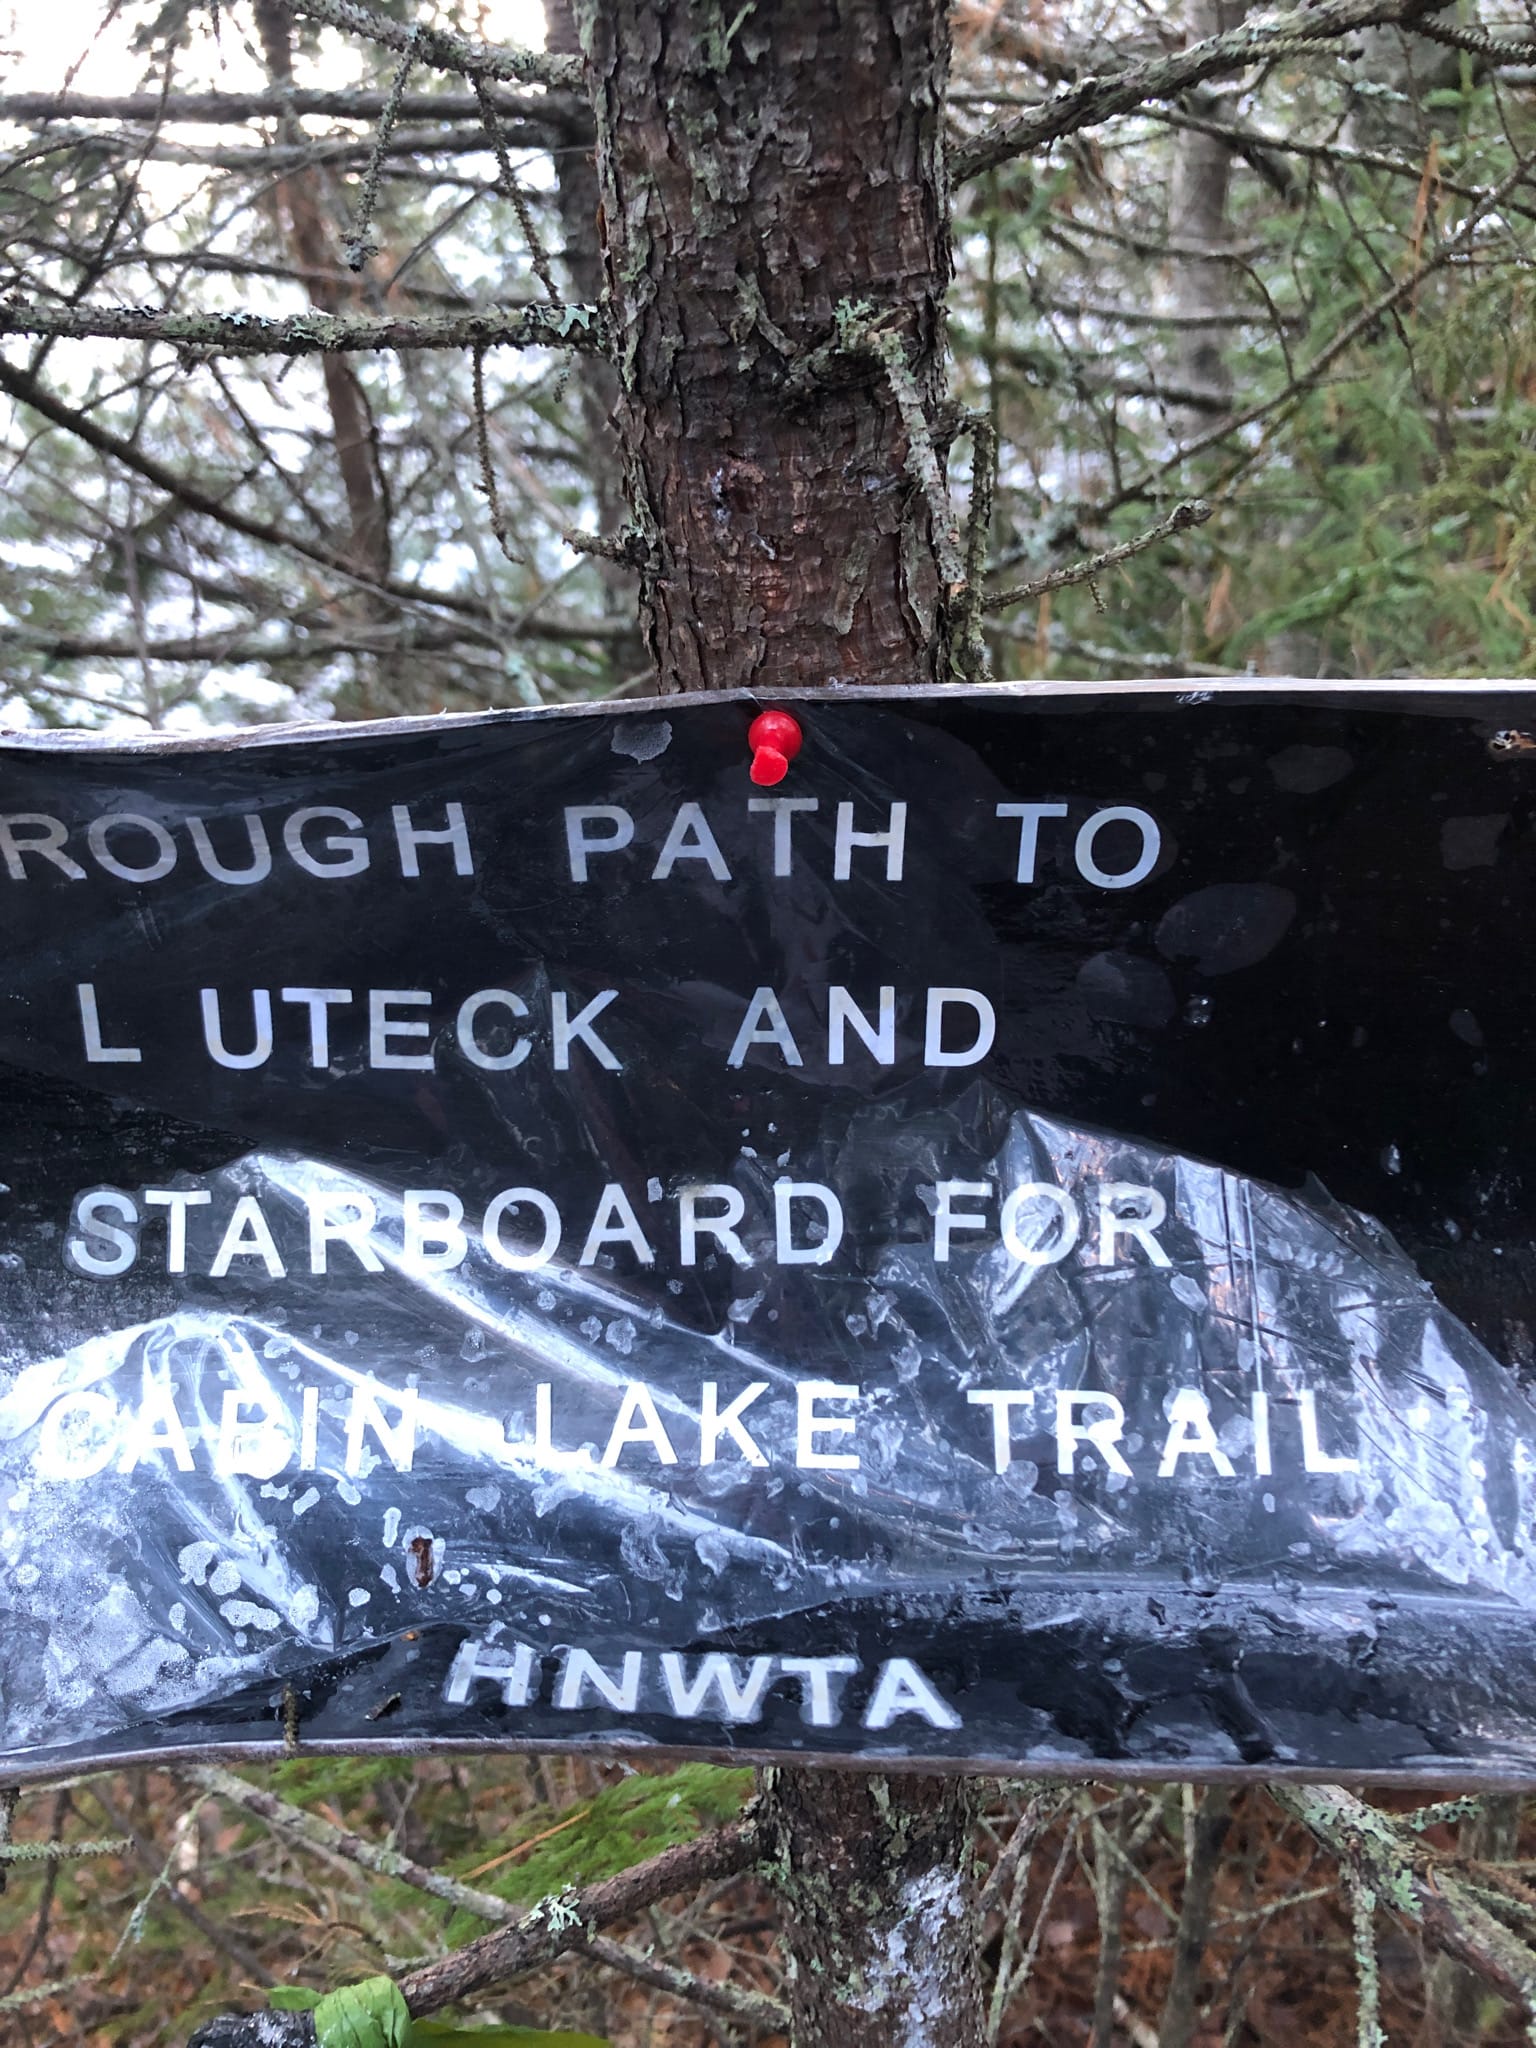 ROUGH PATH TO
L UTECK AND
STARBOARD FOR
CABIN LAKE TRAIL
HNWTA